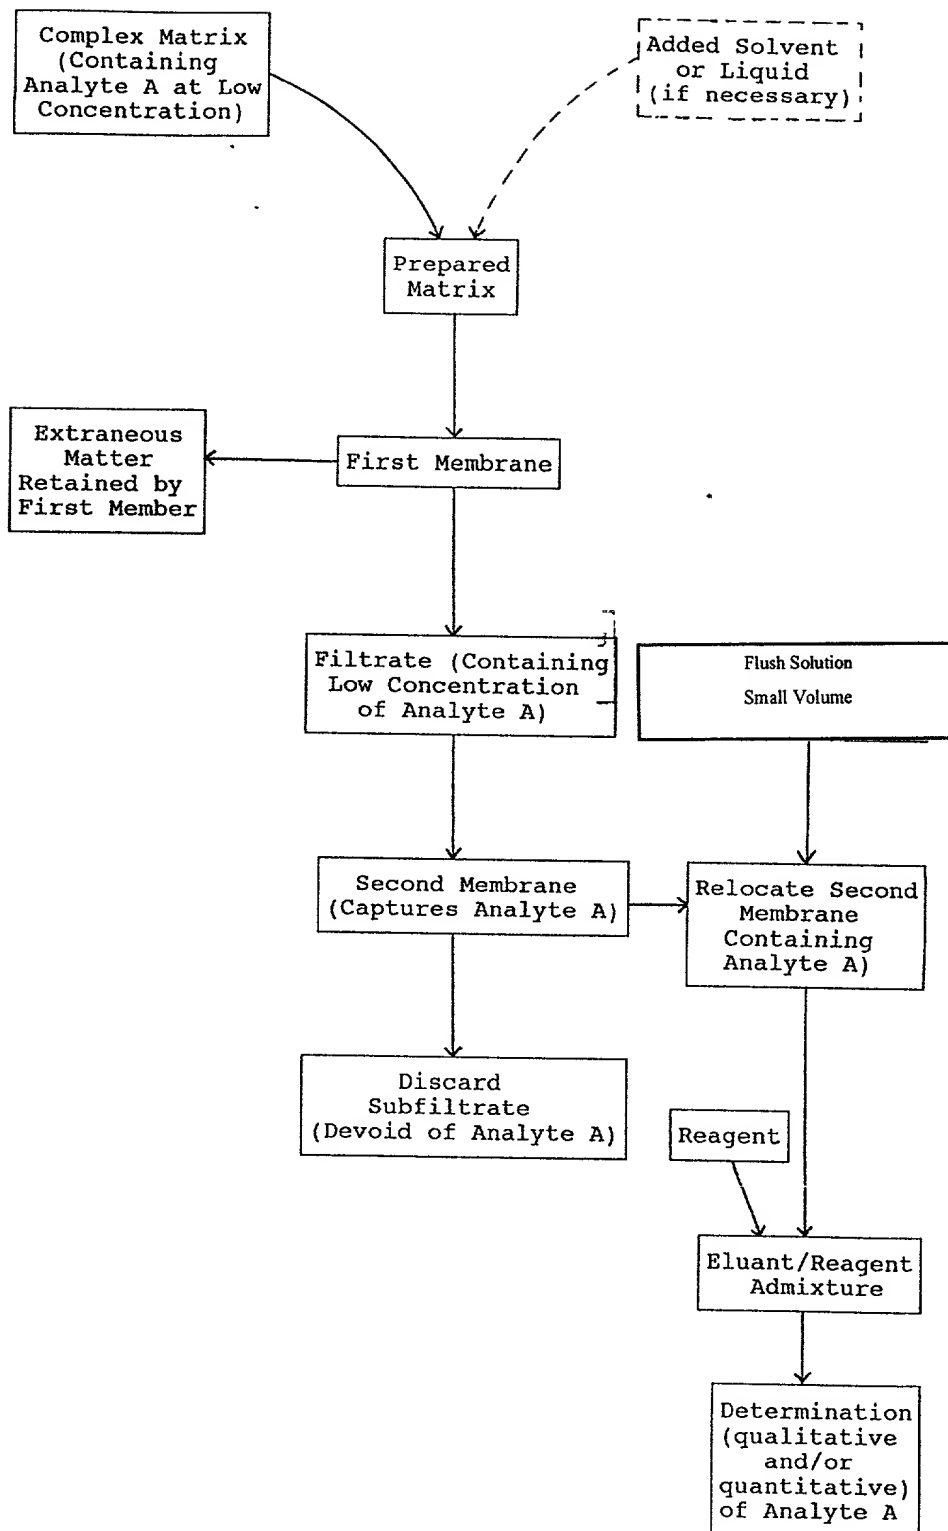 Complex Matrix
(Containing
Analyte A at Low
Concentration)
Added Solvent
or Liquid
(if necessary)
Prepared
Matrix
Extraneous
Matter
Retained by
First Member
First Membrane
Filtrate (Containing
Low Concentration
of Analyte A)
Flush Solution
Small Volume
Second Membrane
(Captures Analyte A)
Relocate Second
Membrane
Containing
Analyte A)
Discard
Subfiltrate
(Devoid of Analyte A)
Reagent
Eluant/Reagent
Admixture
Determination
(qualitative
and/or
quantitative)
of Analyte A